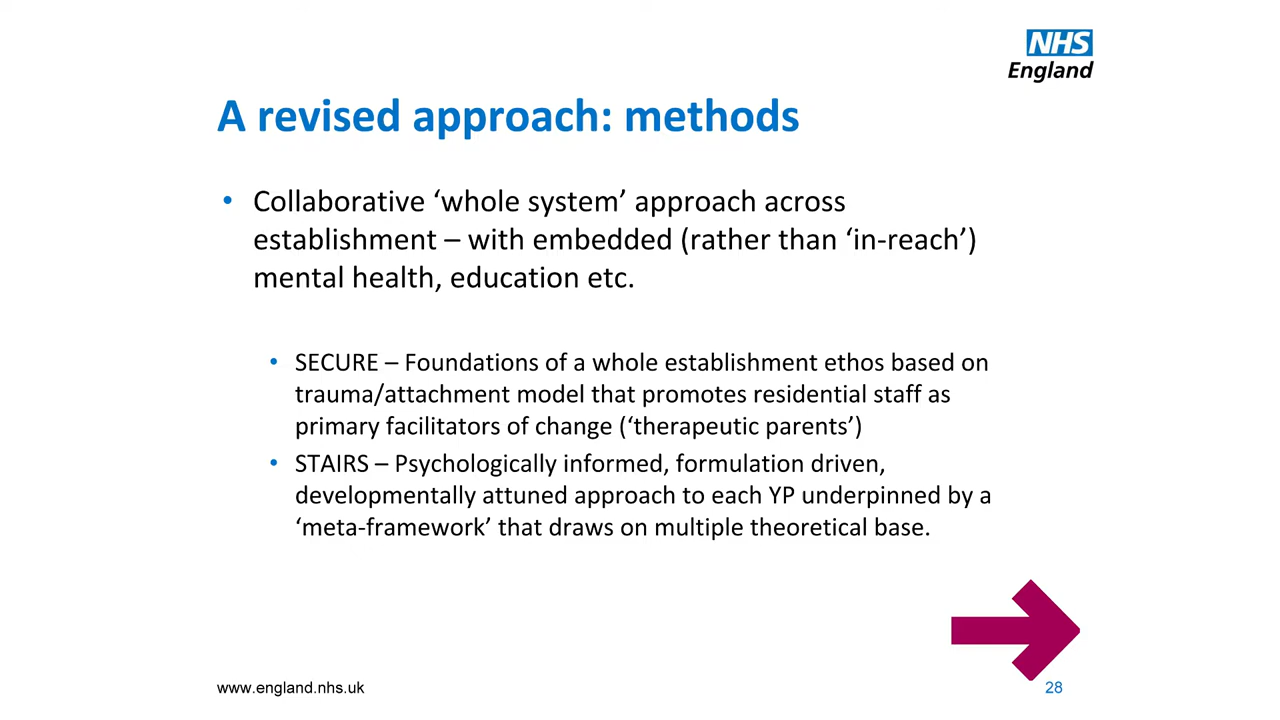 NHS
England
A revised approach: methods
• Collaborative ‘whole system’ approach across
establishment – with embedded (rather than ‘in-reach’)
mental health, education etc.
• SECURE – Foundations of a whole establishment ethos based on
trauma/attachment model that promotes residential staff as
primary facilitators of change (‘therapeutic parents’)
• STAIRS – Psychologically informed, formulation driven,
developmentally attuned approach to each YP underpinned by a
‘meta-framework’ that draws on multiple theoretical base.
www.england.nhs.uk
28